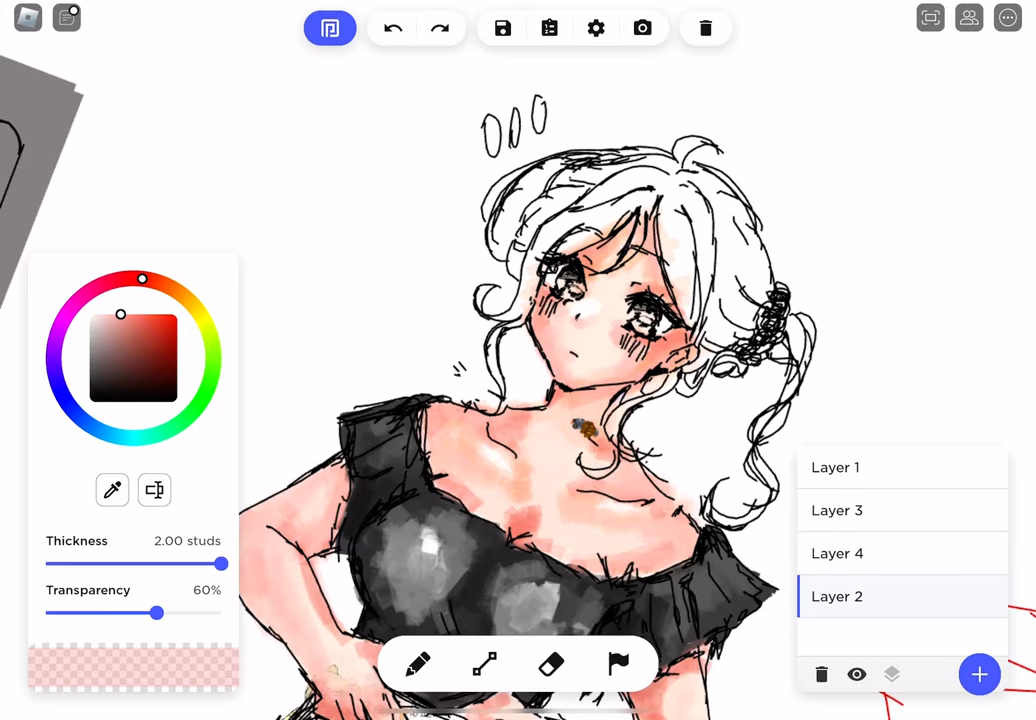 Thickness 2.00 studs
Transparency 60%
Layer 1
Layer 3
Layer 4
Layer 2